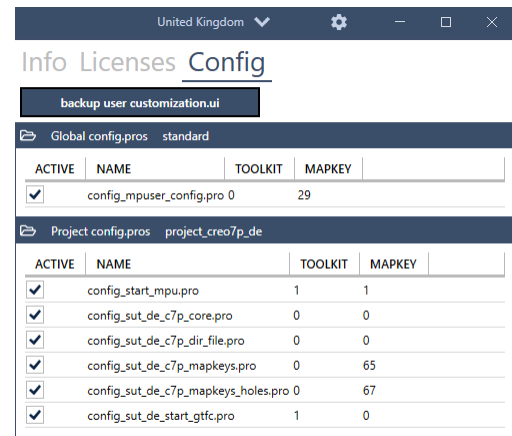 United Kingdom
Info Licenses Config
backup user customization.ui
Global config.pros standard
ACTIVE NAME TOOLKIT MAPKEY
config_mpuser_config.pro 0 29
Project config.pros project_creo7p_de
ACTIVE NAME TOOLKIT MAPKEY
config_start_mpu.pro 1 1
config_sut_de_c7p_core.pro 0 0
config_sut_de_c7p_dir_file.pro 0 0
config_sut_de_c7p_mapkeys.pro 0 65
config_sut_de_c7p_mapkeys_holes.pro 0 67
config_sut_de_start_gtfc.pro 1 0